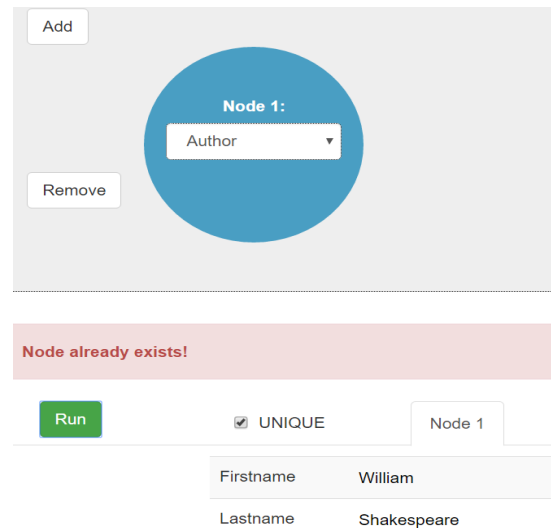 Add
Node 1:
Author
Remove
Node already exists!
Run
UNIQUE
Node 1
Firstname William
Lastname Shakespeare